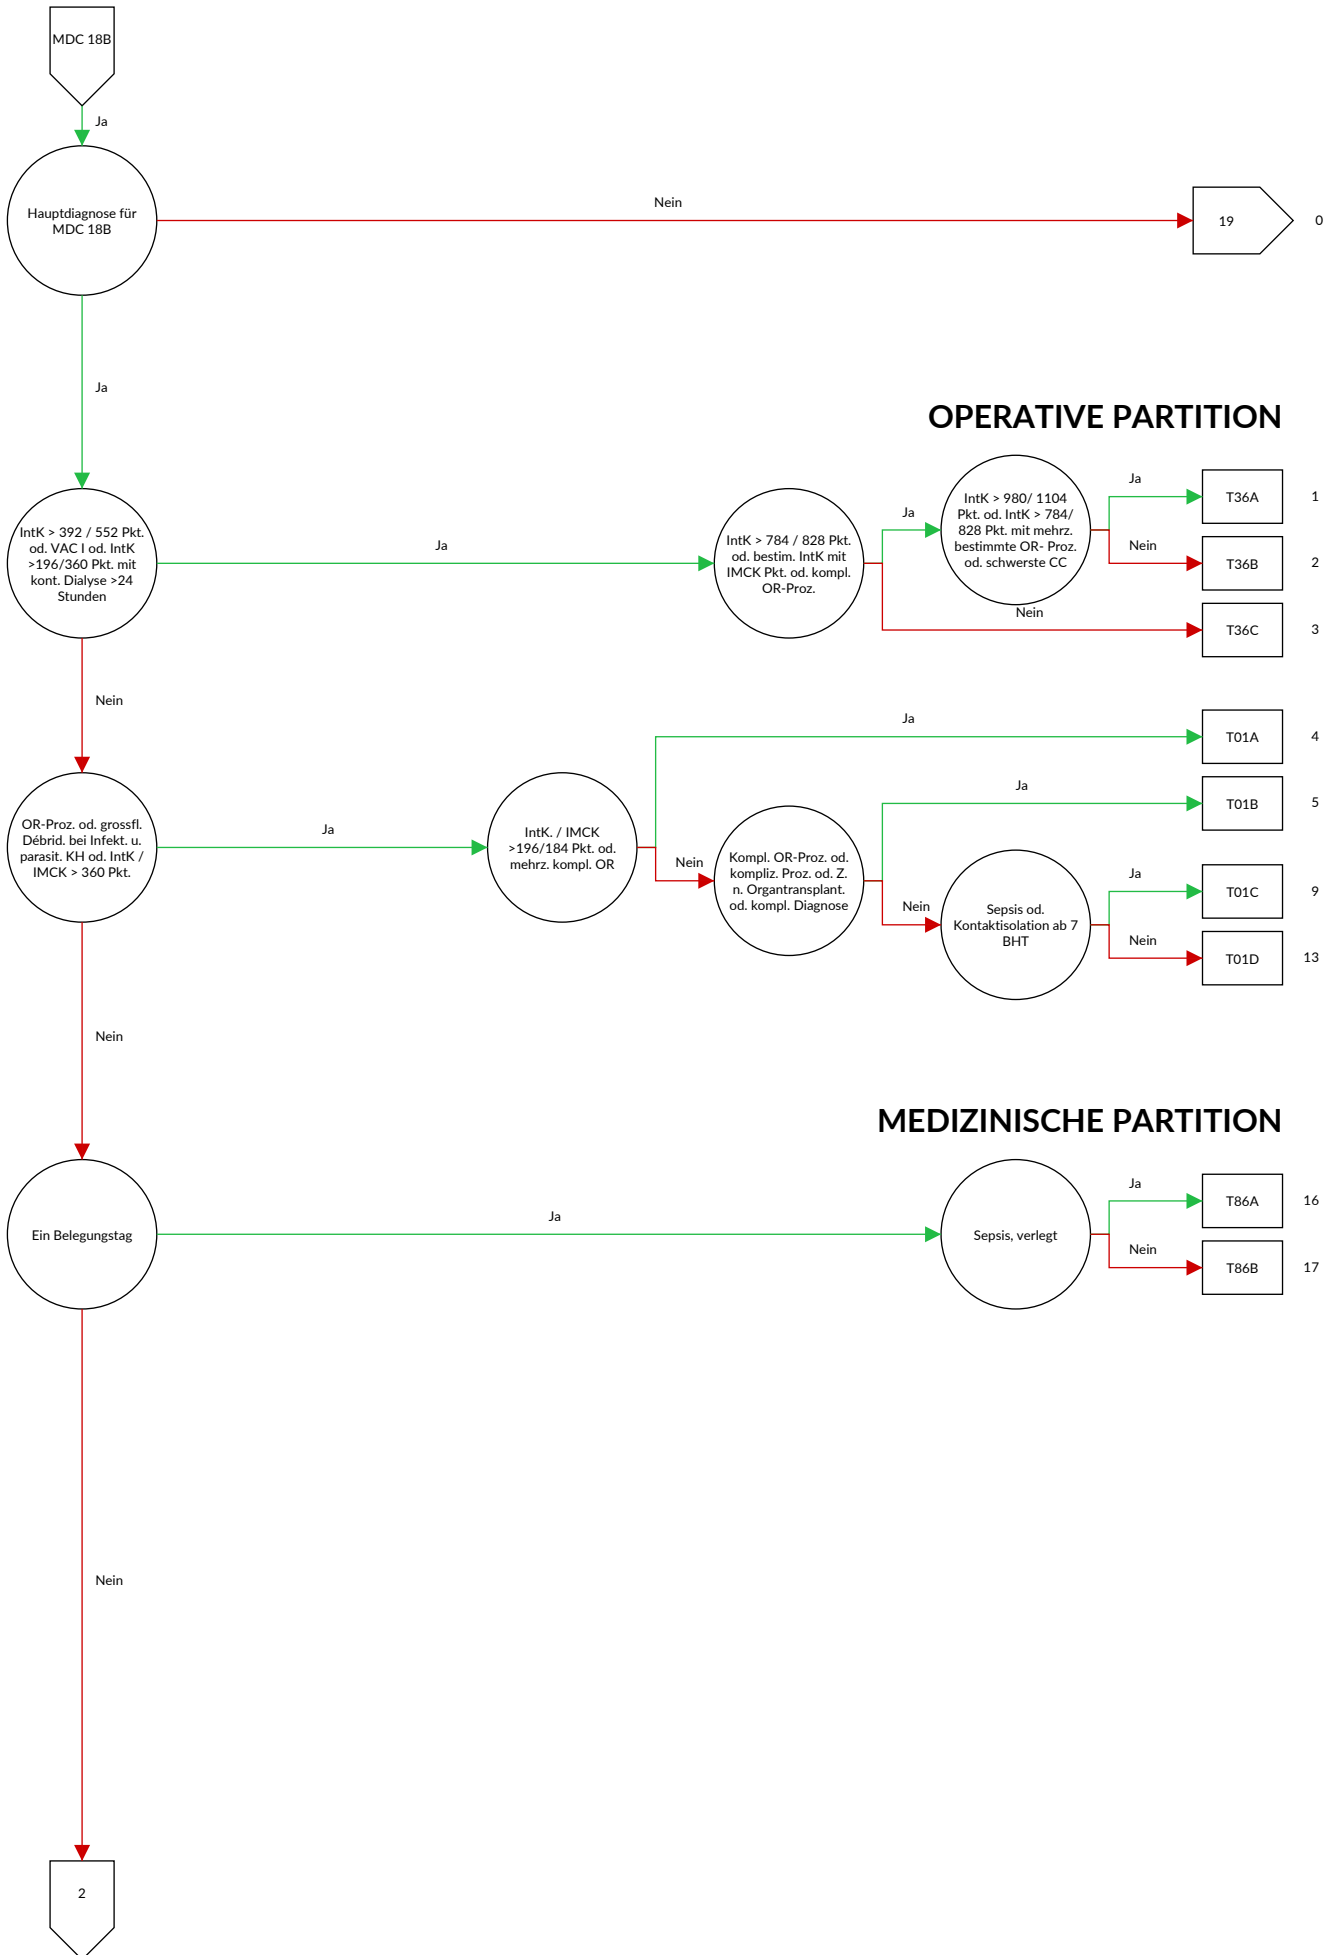 MDC 18B
Ja
Hauptdiagnose für
MDC 18B
Nein
19
0
Ja
OPERATIVE PARTITION
IntK > 392 / 552 Pkt.
od. VAC I od. IntK
>196/360 Pkt. mit
kont. Dialyse >24
Stunden
Ja
IntK > 784 / 828 Pkt.
od. bestim. IntK mit
IMCK Pkt. od. kompl.
OR-Proz.
Ja
IntK > 980/ 1104
Pkt. od. IntK > 784/
828 Pkt. mit mehrz.
bestimmte OR- Proz.
od. schwerste CC
Ja
T36A
1
Nein
T36B
2
Nein
T36C
3
Nein
OR-Proz. od. grossfl.
Débrid. bei Infekt. u.
parasit. KH od. IntK /
IMCK > 360 Pkt.
Ja
IntK. / IMCK
>196/184 Pkt. od.
mehrz. kompl. OR
Ja
T01A
4
Nein
Kompl. OR-Proz. od.
kompliz. Proz. od. Z.
n. Organtransplant.
od. kompl. Diagnose
Ja
T01B
5
Nein
Sepsis od.
Kontaktisolation ab 7
BHT
Ja
T01C
9
Nein
T01D
13
Nein
MEDIZINISCHE PARTITION
Ein Belegungstag
Ja
Sepsis, verlegt
Ja
T86A
16
Nein
T86B
17
Nein
2